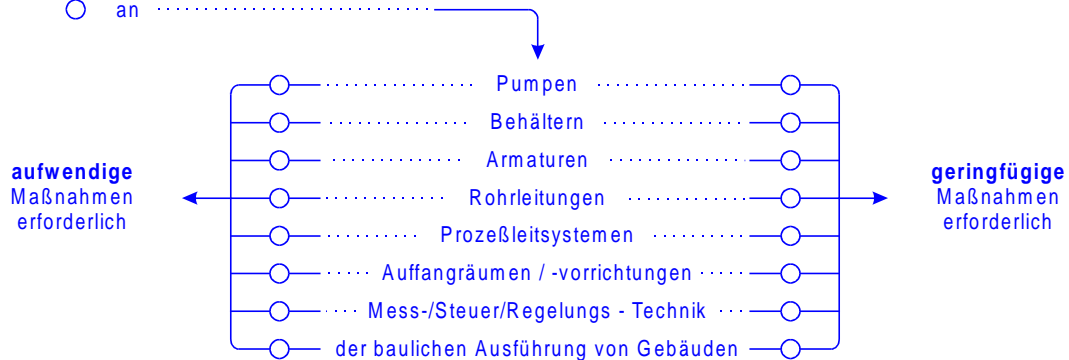 an
Pumpen
Behältern
Armaturen
aufwendige
Maßnahmen
erforderlich
Rohrleitungen
geringfügige
Maßnahmen
erforderlich
Prozeßleitsystemen
Auffangräumen / -vorrichtungen
Mess-/Steuer/Regelungs - Technik
der baulichen Ausführung von Gebäuden